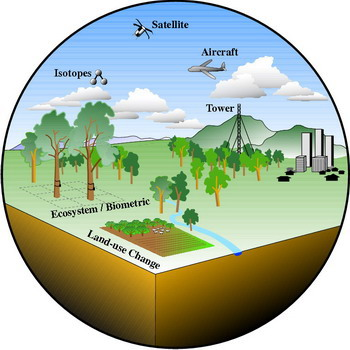 Satellite
Aircraft
Isotopes
Tower
Ecosystem / Biometric
Land-use Change